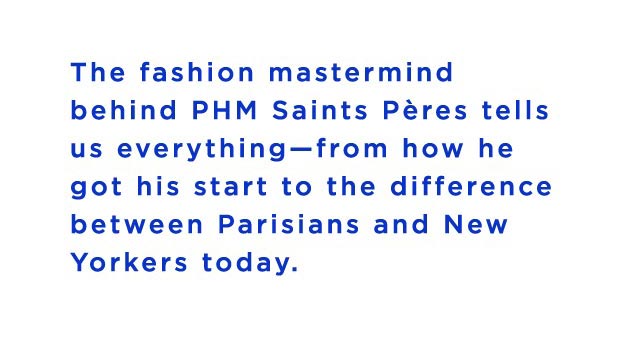 The fashion mastermind
behind PHM Saints Pères tells
us everything—from how he
got his start to the difference
between Parisians and New
Yorkers today.